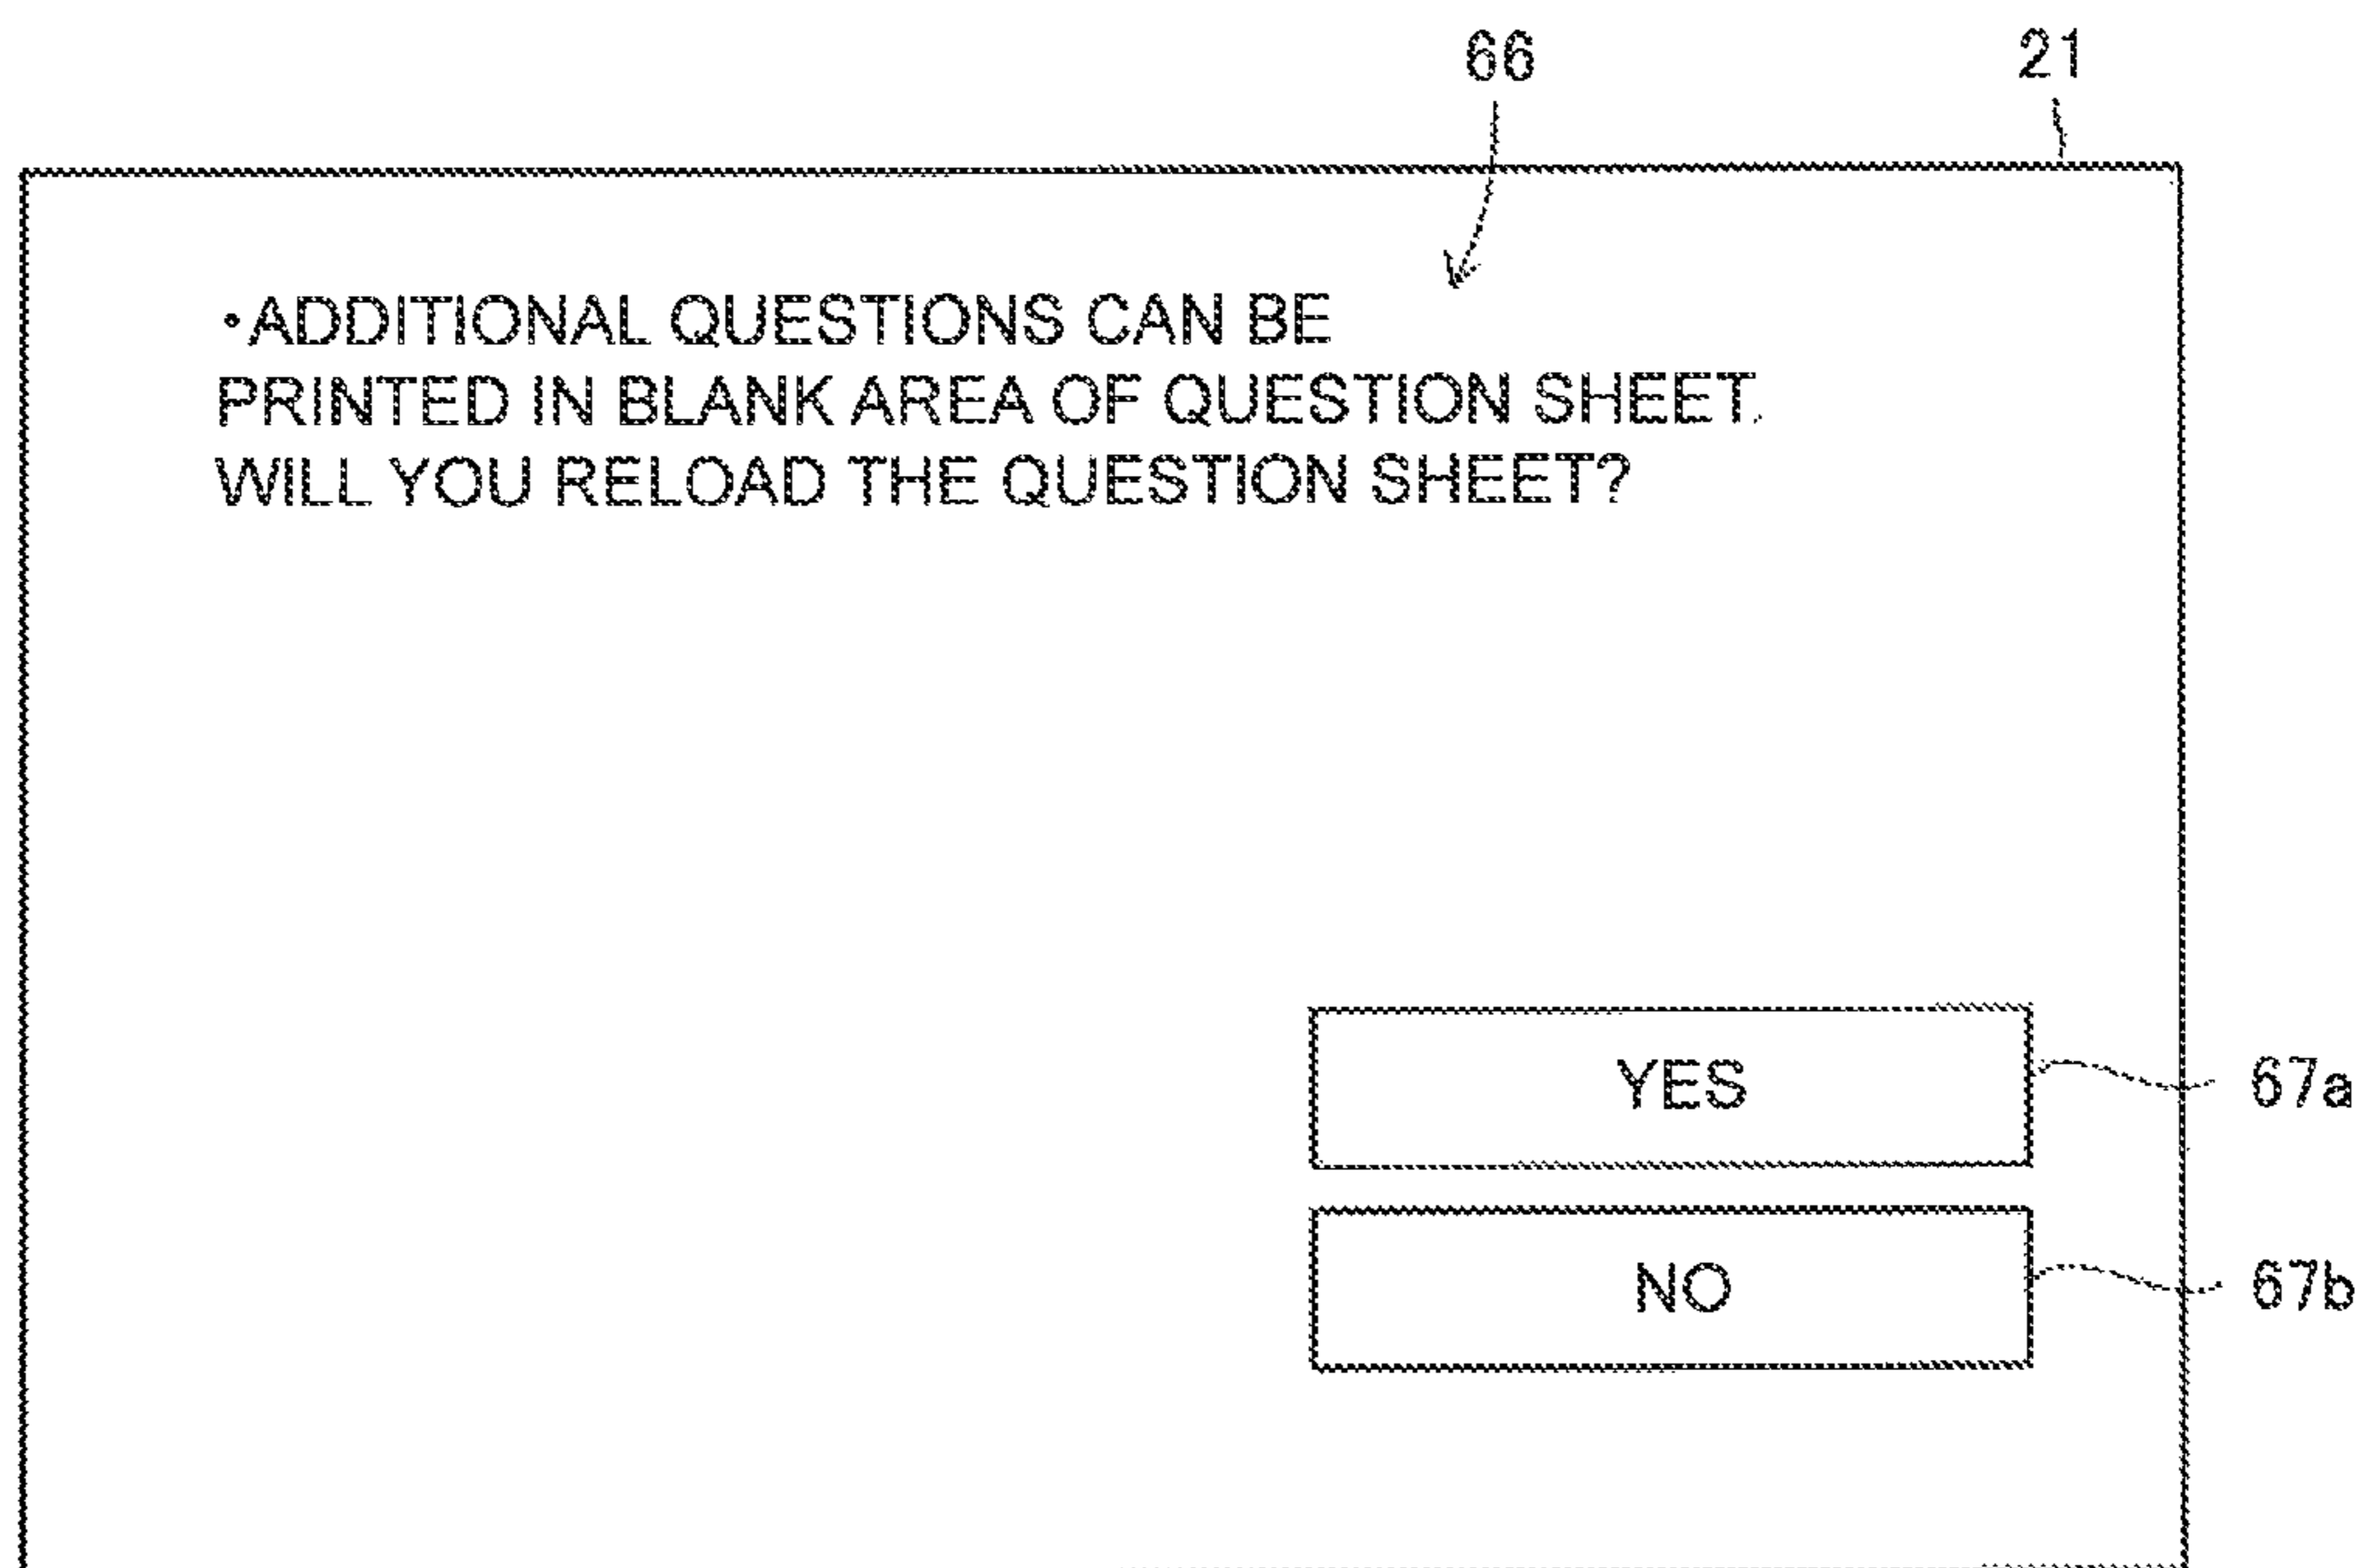 66
21
•ADDITIONAL QUESTIONS CAN BE
PRINTED IN BLANK AREA OF QUESTION SHEET.
WILL YOU RELOAD THE QUESTION SHEET?
YES
67a
NO
67b